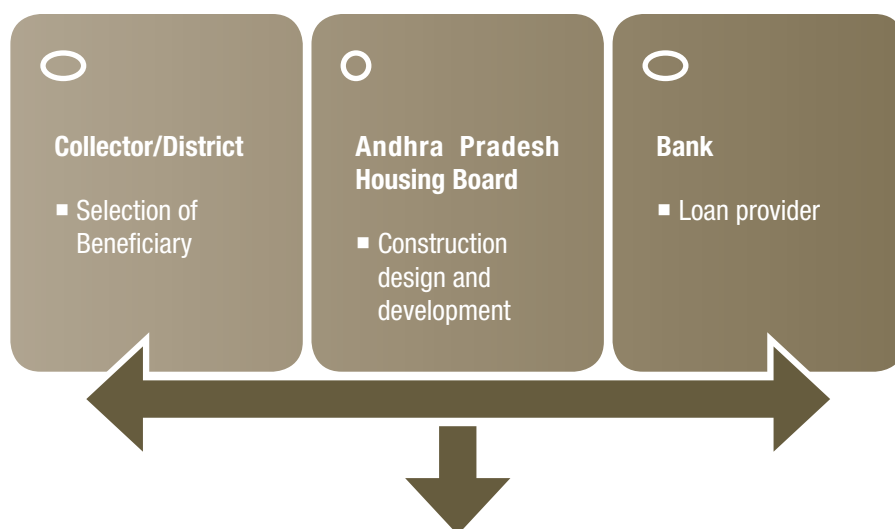 Collector/District
■ Selection of
Beneficiary
Andhra Pradesh
Housing Board
■ Construction
design and
development
Bank
■ Loan provider